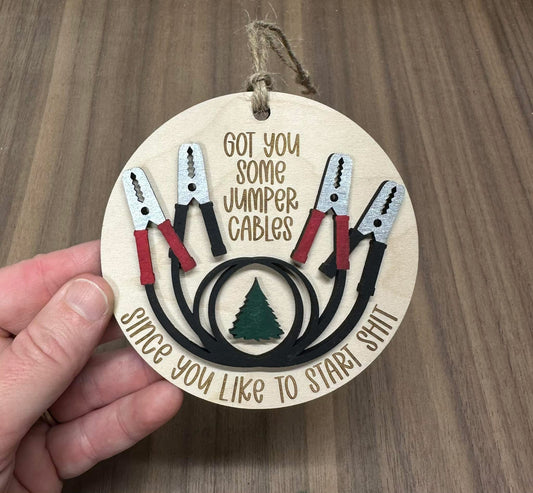 GOT YOU
SOME
JUMPER
CABLES
SINCE YOU LIKE TO START SHIT